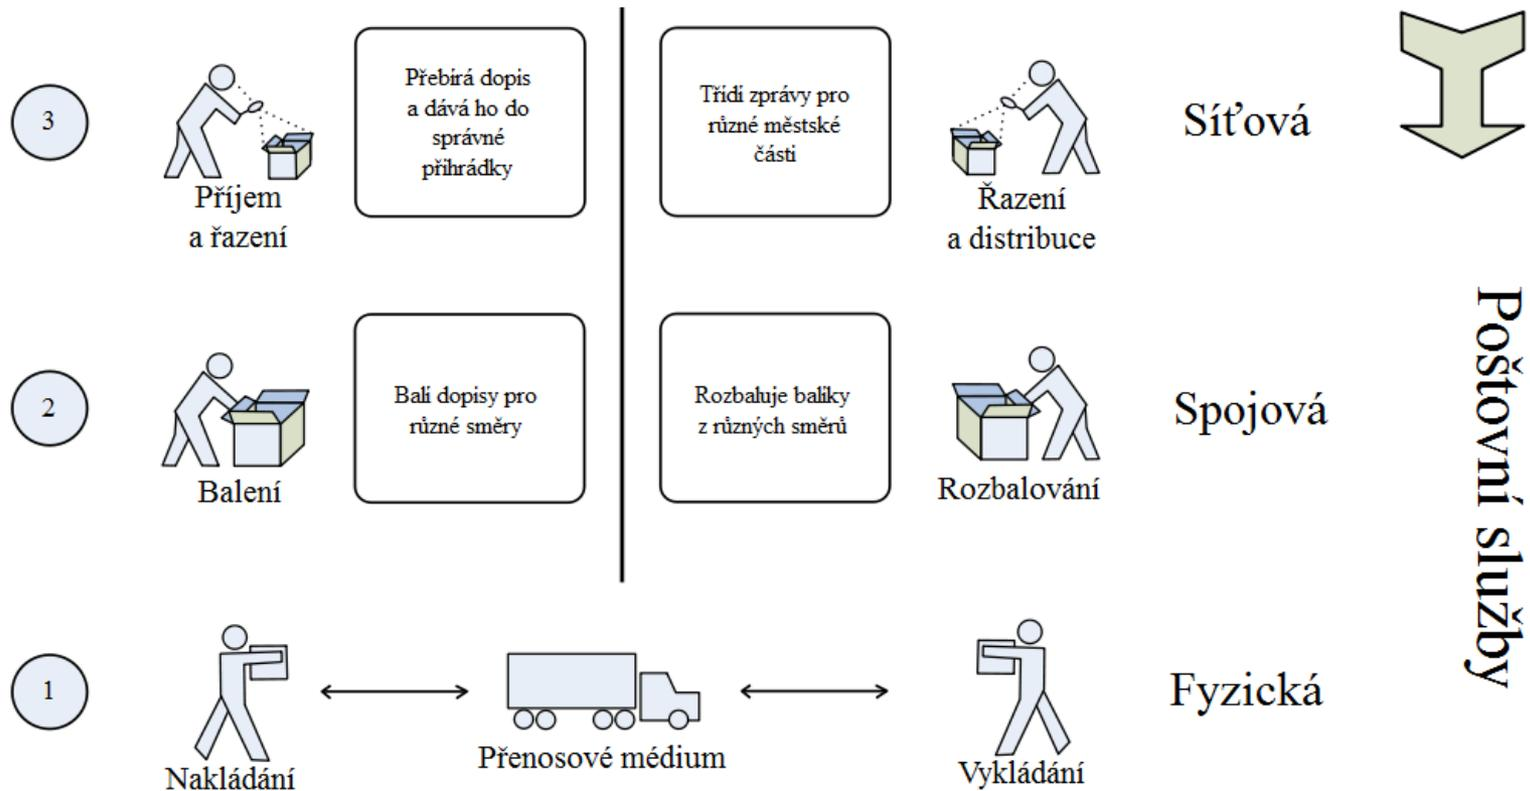 3
Příjem
a řazení
Přebírá dopis
a dává ho do
správné
přihrádky
Třídí zprávy pro
různé městské
části
Řazení
a distribuce
Síťová
2
Balení
Balí dopisy pro
různé směry
Rozbaluje balíky
z různých směrů
Rozbalování
Spojová
1
Nakládání
Přenosové médium
Vykládání
Fyzická
Poštovní služby